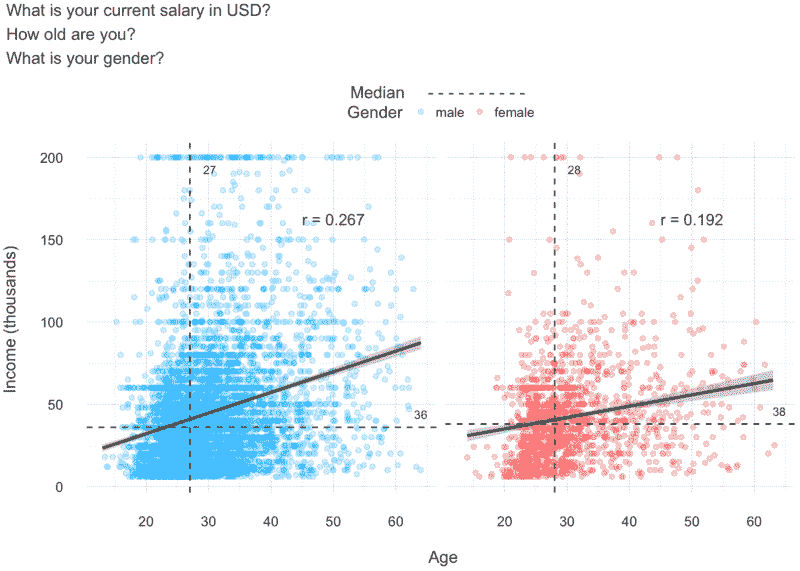 What is your current salary in USD?
How old are you?
What is your gender?
Median
Gender male female
200
150
100
50
0
Income (thousands)
27
r = 0.267
36
28
r = 0.192
38
20 30 40 50 60
20 30 40 50 60
Age